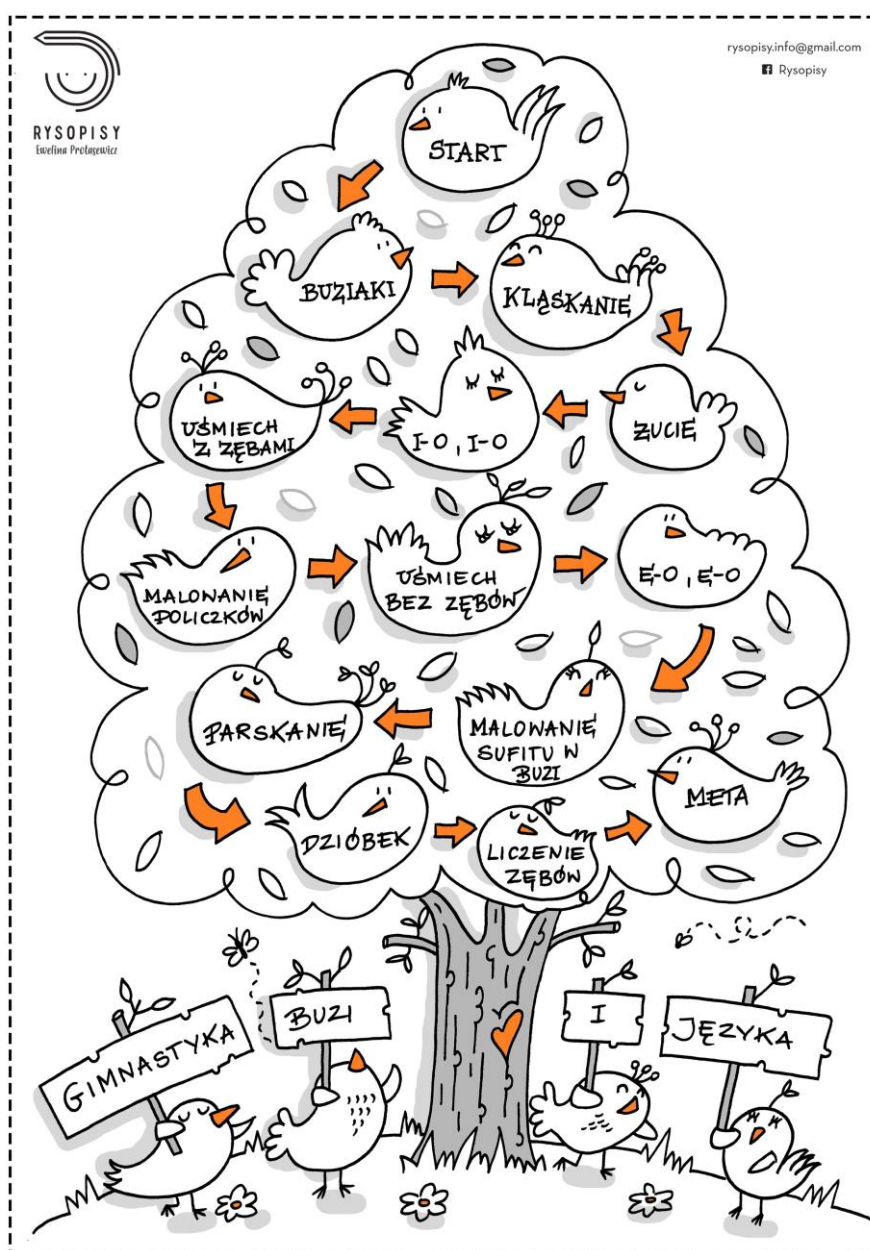 RYSOPISY
Ewelina Protasewicz
rysopisy.info@gmail.com
Rysopisy
START
BUZIAKI
KLĄSKANIE
ŻUCIE
I-O, I-O
UŚMIECH
Z ZĘBAMI
MALOWANIE
POLICZKÓW
UŚMIECH
BEZ ZĘBÓW
E-O, E-O
MALOWANIE
SUFITU W
BUZI
PARSKANIE
DZIÓBEK
LICZENIE
ZĘBÓW
META
GIMNASTYKA
BUZI
I
JĘZYKA